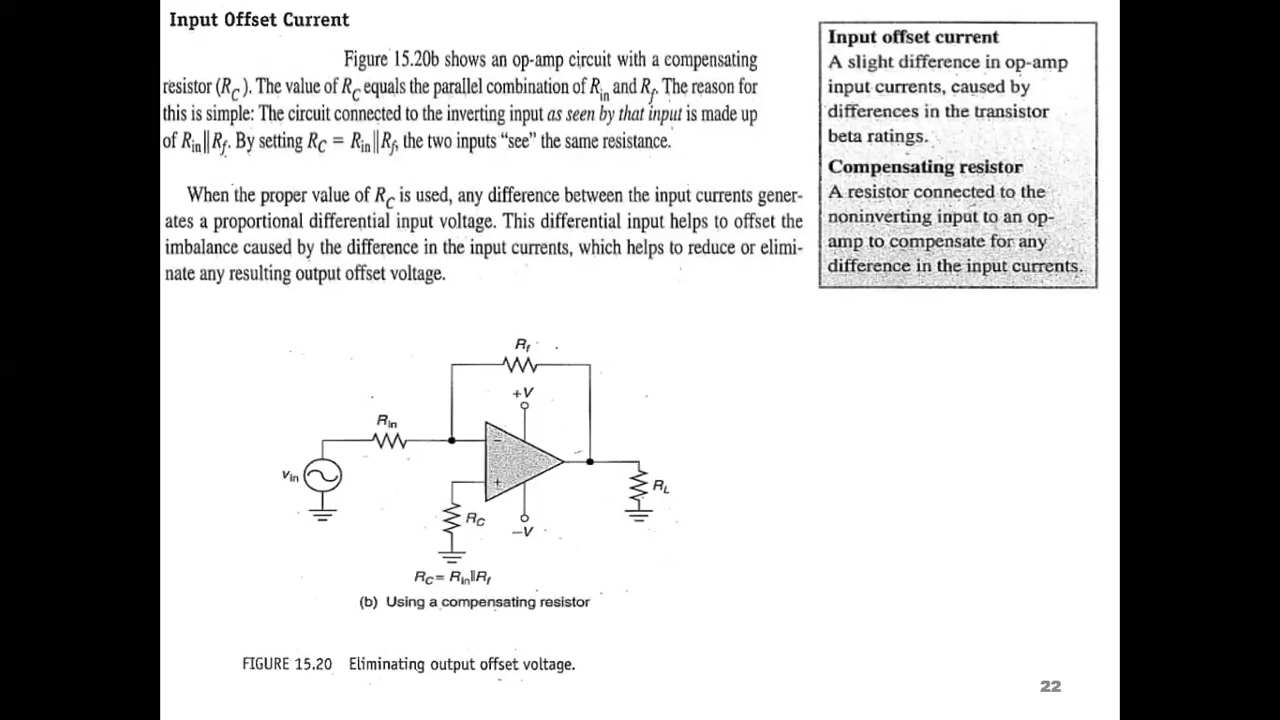 Input Offset Current
Figure 15.20b shows an op-amp circuit with a compensating
resistor (RC). The value of RC equals the parallel combination of Rin and Rf. The reason for
this is simple: The circuit connected to the inverting input as seen by that input is made up
of Rin||Rf. By setting RC = Rin||Rf, the two inputs "see" the same resistance.
When the proper value of RC is used, any difference between the input currents gener-
ates a proportional differential input voltage. This differential input helps to offset the
imbalance caused by the difference in the input currents, which helps to reduce or elimi-
nate any resulting output offset voltage.
Input offset current
A slight difference in op-amp
input currents, caused by
differences in the transistor
beta ratings.
Compensating resistor
A resistor connected to the
noninverting input to an op-
amp to compensate for any
difference in the input currents.
Rf
+V
Rin
−
vin
+
RL
RC
−V
RC = Rin||Rf
(b) Using a compensating resistor
FIGURE 15.20 Eliminating output offset voltage.
22